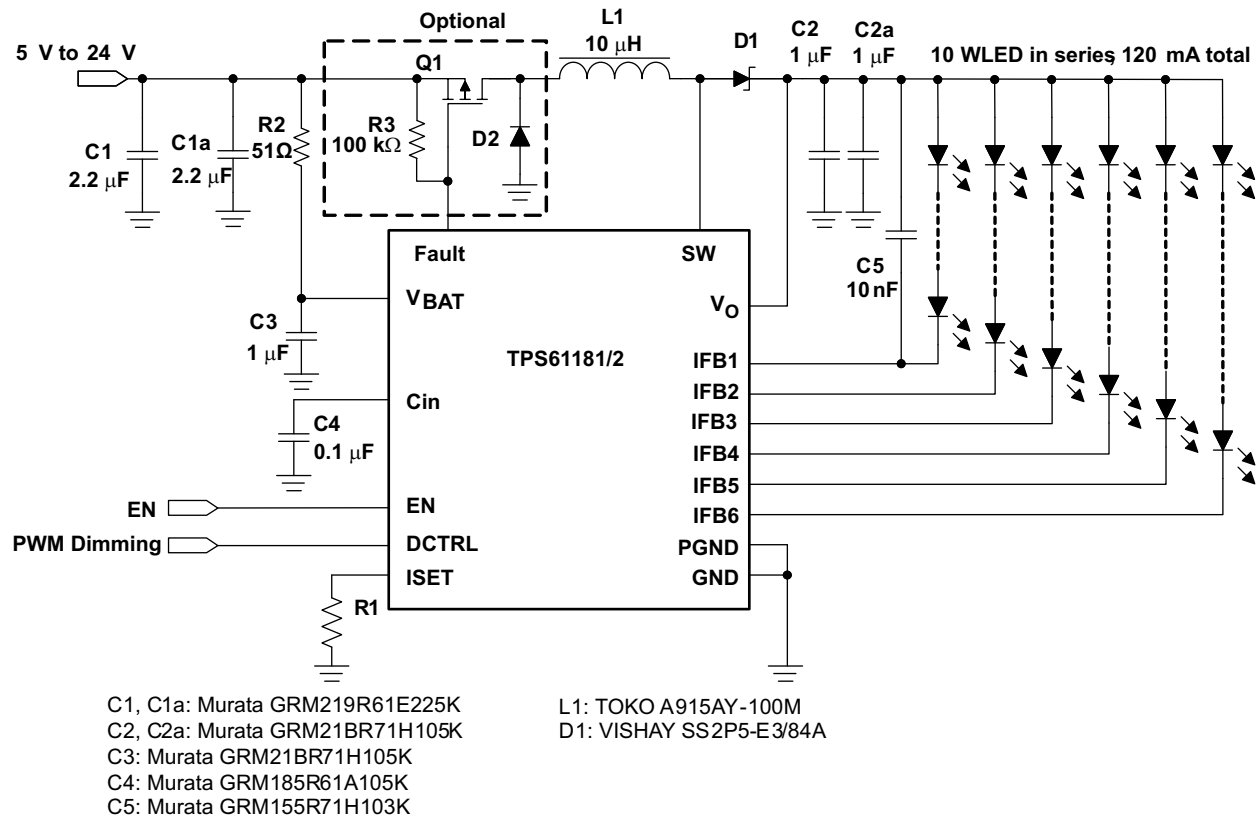 Optional
L1
10 μH
D1
C2
1 μF
C2a
1 μF
5 V to 24 V
10 WLED in series, 120 mA total
Q1
R2
51Ω
R3
100 kΩ
D2
C1
2.2 μF
C1a
2.2 μF
C5
10 nF
Fault
SW
VBAT
VO
C3
1 μF
TPS61181/2
IFB1
IFB2
IFB3
IFB4
IFB5
IFB6
Cin
C4
0.1 μF
EN
EN
PWM Dimming
DCTRL
ISET
PGND
GND
R1
C1, C1a: Murata GRM219R61E225K
C2, C2a: Murata GRM21BR71H105K
C3: Murata GRM21BR71H105K
C4: Murata GRM185R61A105K
C5: Murata GRM155R71H103K
L1: TOKO A915AY-100M
D1: VISHAY SS2P5-E3/84A